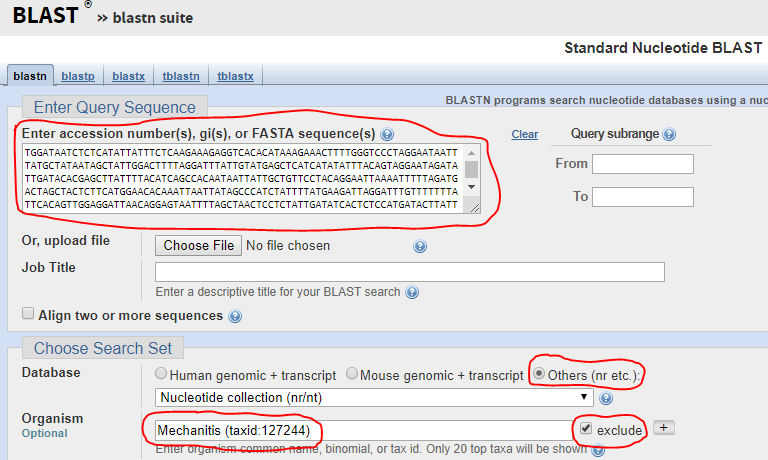 BLAST ® » blastn suite
Standard Nucleotide BLAST
blastn blastp blastx tblastn tblastx
Enter Query Sequence
BLASTN programs search nucleotide databases using a nuc
Enter accession number(s), gi(s), or FASTA sequence(s) ? Clear Query subrange ?
TGGATAATCTCTCATATTATTTCTCAAGAAAGAGGTCACACATAAAGAAACTTTTGGGTCCCTAGGAATAATT
TATGCTATAATAGCTATTGGACTTTTAGGATTTATTGTATGAGCTCATCATATATTTACAGTAGGAATAGATA
TTGATACACGAGCTTATTTTACATCAGCCACAATAATTATTGCTGTTCCTACAGGAATTAAAATTTTTAGATG
ACTAGCTACTCTTCATGGAACACAAATTAATTATAGCCCATCTATTTTATGAAGATTAGGATTTGTTTTTTTA
TTCACAGTTGGAGGATTAACAGGAGTAATTTTAGCTAACTCCTCTATTGATATCACTCTCCATGATACTTATT
From
To
Or, upload file Choose File No file chosen ?
Job Title
Enter a descriptive title for your BLAST search ?
Align two or more sequences ?
Choose Search Set
Database Human genomic + transcript Mouse genomic + transcript Others (nr etc.):
Nucleotide collection (nr/nt) ?
Organism
Optional
Mechanitis (taxid:127244) exclude +
Enter organism common name, binomial, or tax id. Only 20 top taxa will be shown ?